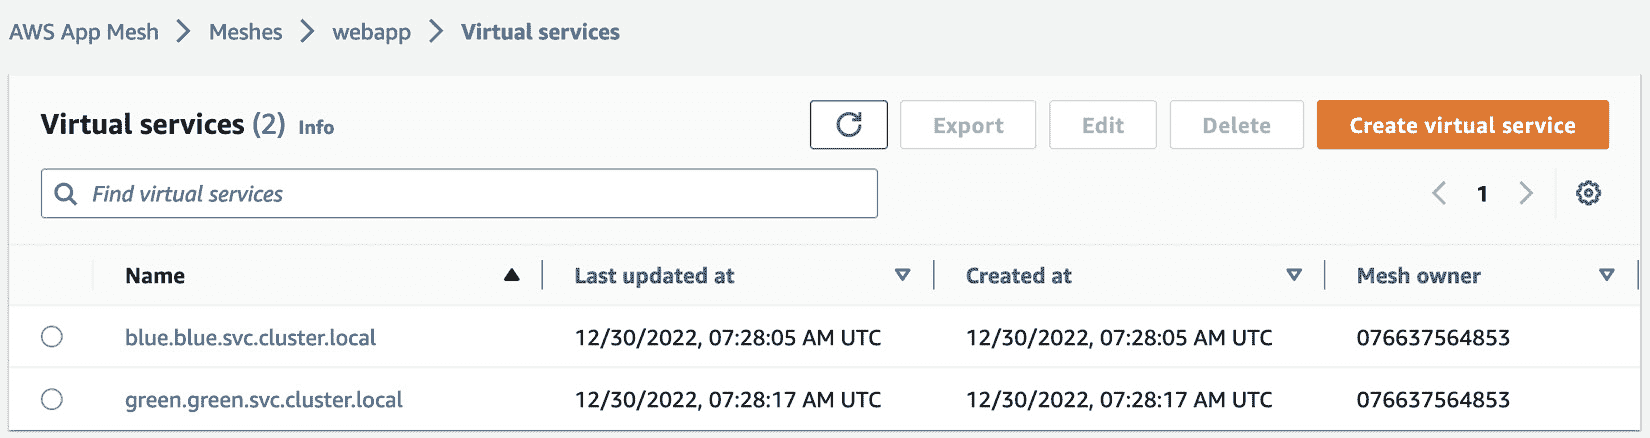 AWS App Mesh > Meshes > webapp > Virtual services
Virtual services (2) Info
Export Edit Delete Create virtual service
Find virtual services
1
Name Last updated at Created at Mesh owner
blue.blue.svc.cluster.local 12/30/2022, 07:28:05 AM UTC 12/30/2022, 07:28:05 AM UTC 076637564853
green.green.svc.cluster.local 12/30/2022, 07:28:17 AM UTC 12/30/2022, 07:28:17 AM UTC 076637564853